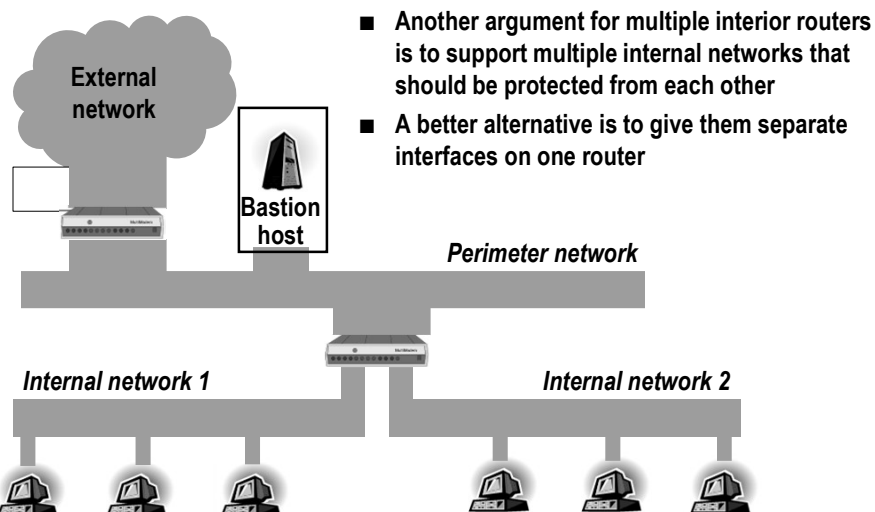 ■ Another argument for multiple interior routers
is to support multiple internal networks that
should be protected from each other
■ A better alternative is to give them separate
interfaces on one router
External
network
Bastion
host
Perimeter network
Internal network 1
Internal network 2